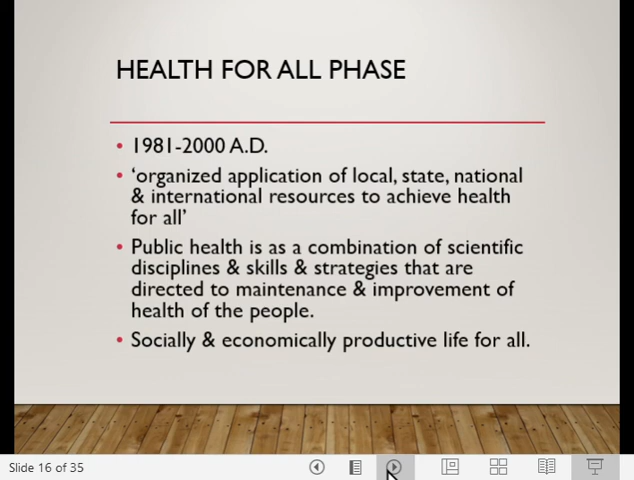 HEALTH FOR ALL PHASE
• 1981-2000 A.D.
• ‘organized application of local, state, national
& international resources to achieve health
for all’
• Public health is as a combination of scientific
disciplines & skills & strategies that are
directed to maintenance & improvement of
health of the people.
• Socially & economically productive life for all.
Slide 16 of 35